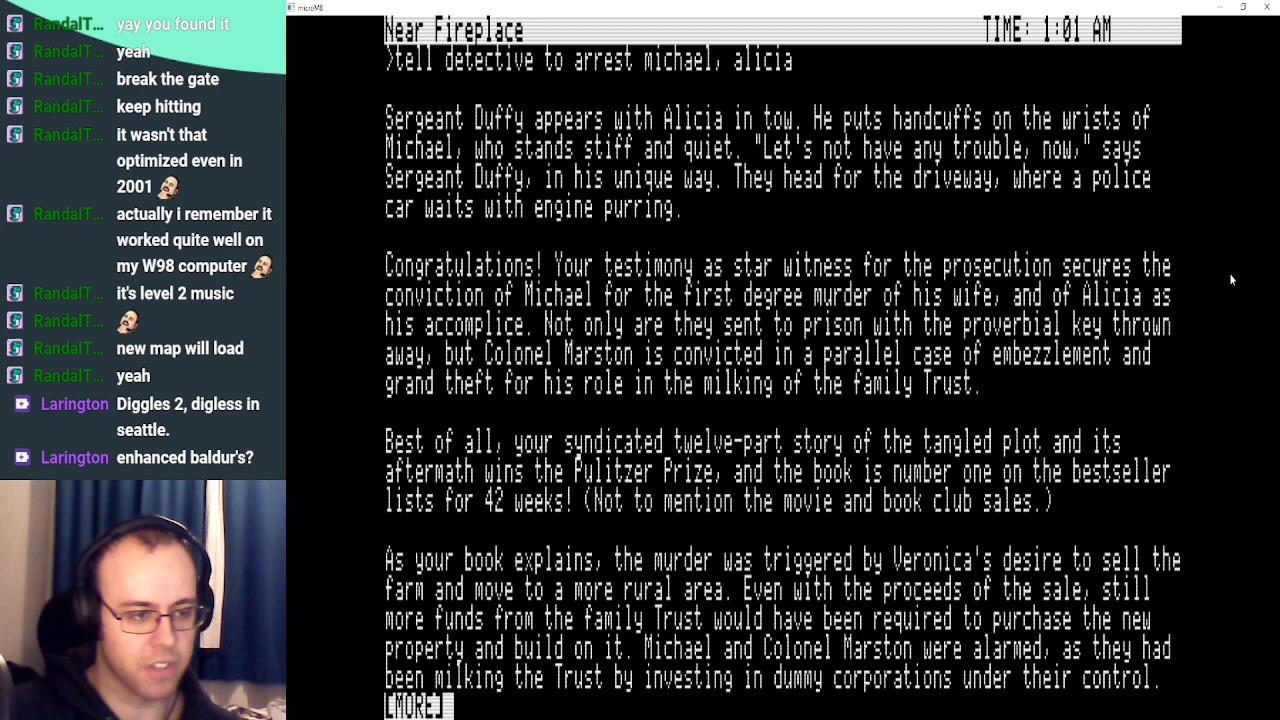 RandalT... yay you found it
RandalT... yeah
RandalT... break the gate
RandalT... keep hitting
RandalT... it wasn't that
optimized even in
2001
RandalT... actually i remember it
worked quite well on
my W98 computer
RandalT... it's level 2 music
RandalT...
RandalT... new map will load
RandalT... yeah
Larington Diggles 2, digless in
seattle.
Larington enhanced baldur's?
microM8
Near Fireplace TIME: 1:01 AM
>tell detective to arrest michael, alicia
Sergeant Duffy appears with Alicia in tow. He puts handcuffs on the wrists of
Michael, who stands stiff and quiet. "Let's not have any trouble, now," says
Sergeant Duffy, in his unique way. They head for the driveway, where a police
car waits with engine purring.
Congratulations! Your testimony as star witness for the prosecution secures the
conviction of Michael for the first degree murder of his wife, and of Alicia as
his accomplice. Not only are they sent to prison with the proverbial key thrown
away, but Colonel Marston is convicted in a parallel case of embezzlement and
grand theft for his role in the milking of the family Trust.
Best of all, your syndicated twelve-part story of the tangled plot and its
aftermath wins the Pulitzer Prize, and the book is number one on the bestseller
lists for 42 weeks! (Not to mention the movie and book club sales.)
As your book explains, the murder was triggered by Veronica's desire to sell the
farm and move to a more rural area. Even with the proceeds of the sale, still
more funds from the family Trust would have been required to purchase the new
property and build on it. Michael and Colonel Marston were alarmed, as they had
been milking the Trust by investing in dummy corporations under their control.
[MORE]